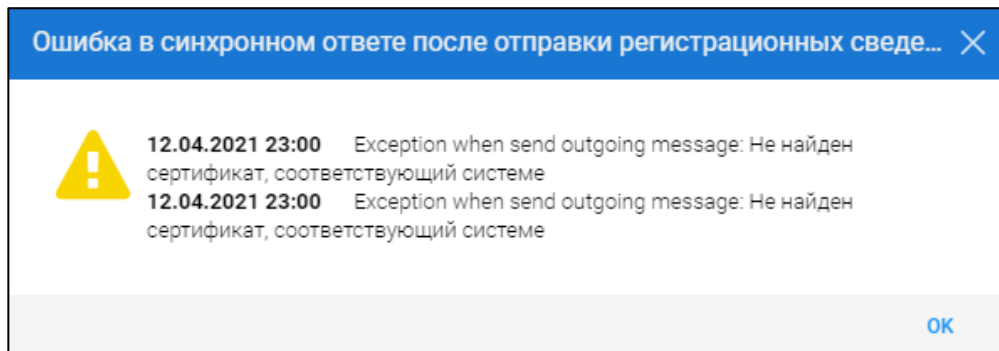 Ошибка в синхронном ответе после отправки регистрационных сведе...
12.04.2021 23:00 Exception when send outgoing message: Не найден
сертификат, соответствующий системе
12.04.2021 23:00 Exception when send outgoing message: Не найден
сертификат, соответствующий системе
OK